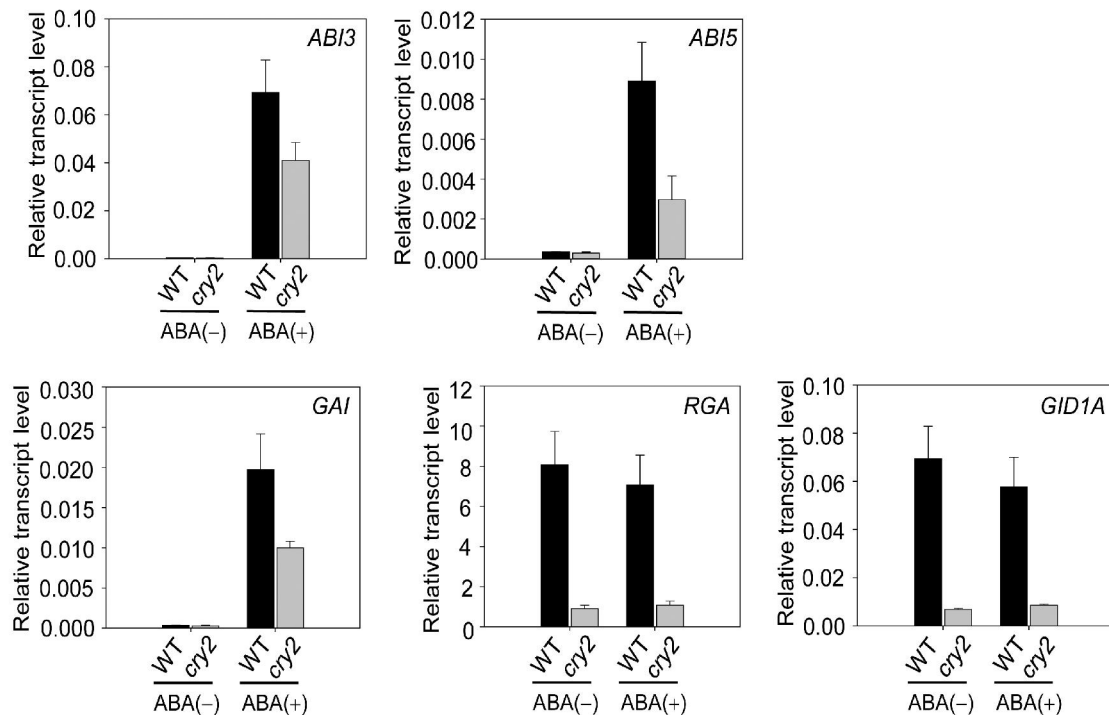 Relative transcript level
0.10
0.08
0.06
0.04
0.02
0.00
ABI3
WT
cry2
WT
cry2
ABA(−)
ABA(+)
Relative transcript level
0.012
0.010
0.008
0.006
0.004
0.002
0.000
ABI5
WT
cry2
WT
cry2
ABA(−)
ABA(+)
Relative transcript level
0.030
0.025
0.020
0.015
0.010
0.005
0.000
GAI
WT
cry2
WT
cry2
ABA(−)
ABA(+)
Relative transcript level
12
10
8
6
4
2
0
RGA
WT
cry2
WT
cry2
ABA(−)
ABA(+)
Relative transcript level
0.10
0.08
0.06
0.04
0.02
0.00
GID1A
WT
cry2
WT
cry2
ABA(−)
ABA(+)